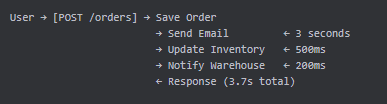 User → [POST /orders] → Save Order
→ Send Email ← 3 seconds
→ Update Inventory ← 500ms
→ Notify Warehouse ← 200ms
← Response (3.7s total)